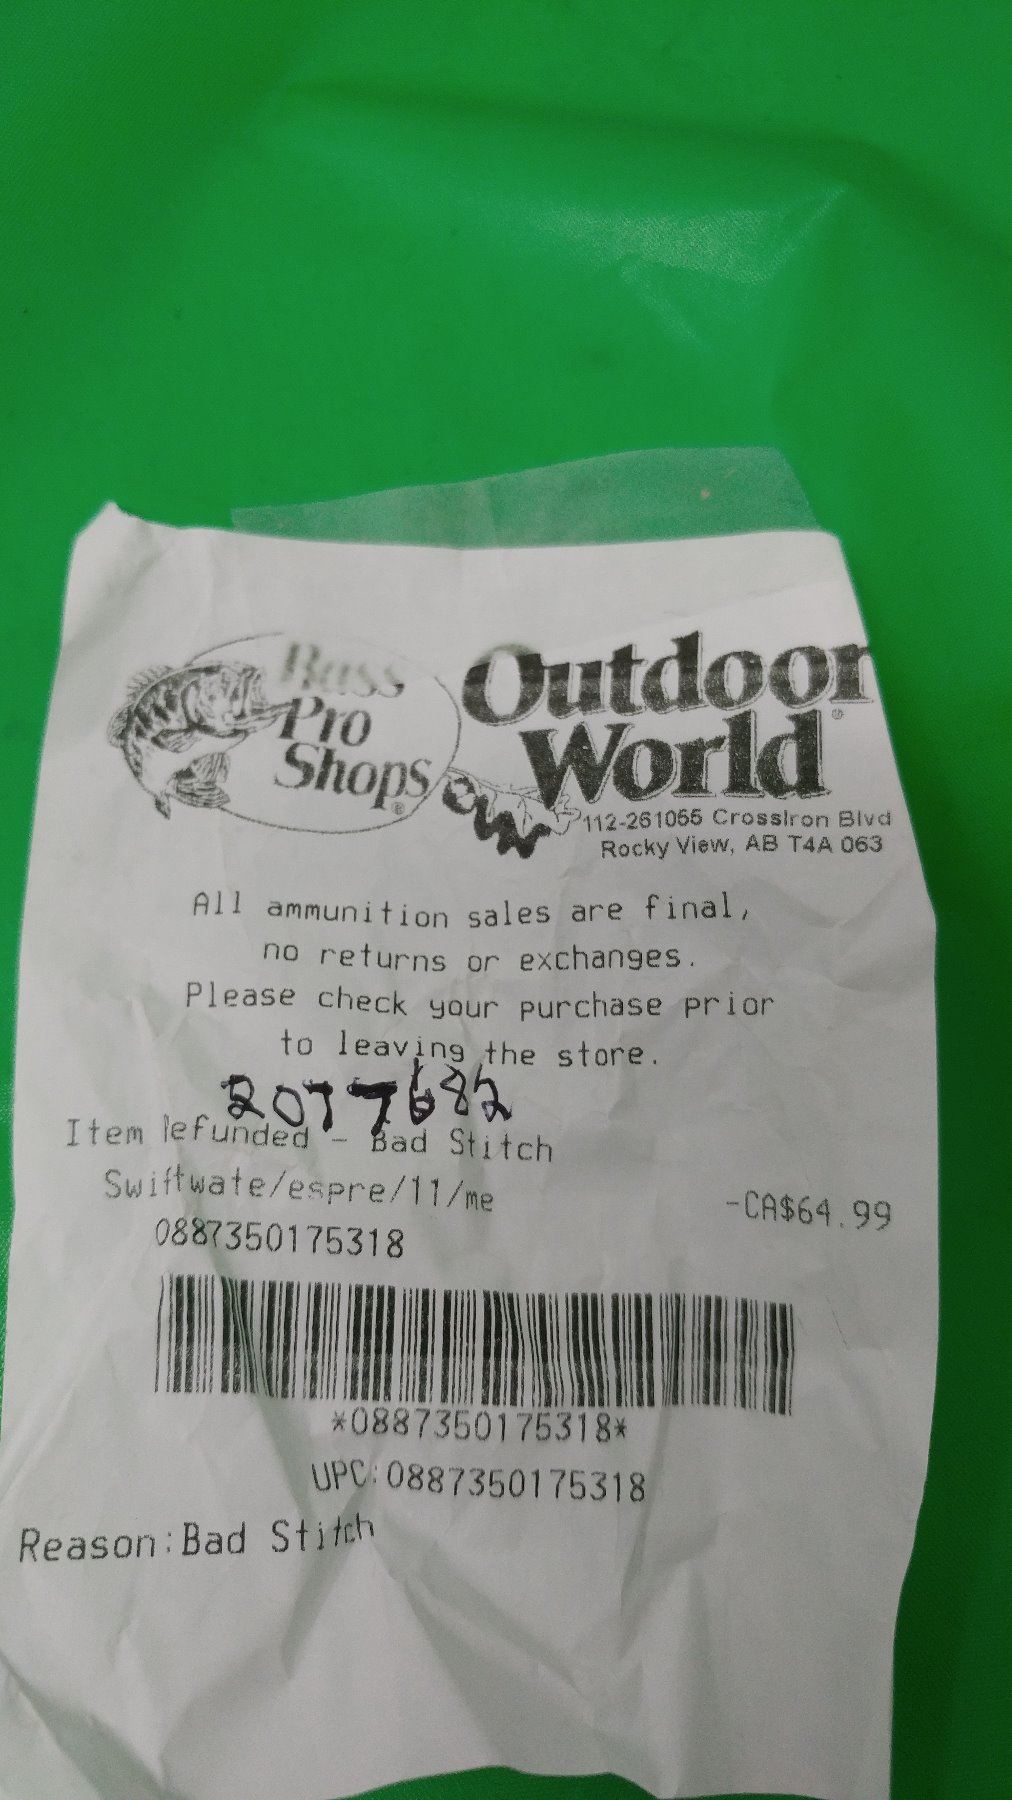 Bass
Pro
Shops®
Outdoor
World®
112-261055 CrossIron Blvd
Rocky View, AB T4A 063
All ammunition sales are final,
no returns or exchanges.
Please check your purchase prior
to leaving the store.
2077682
Item Refunded - Bad Stitch
Swiftwate/espre/11/me -CA$64.99
0887350175318
*0887350175318*
UPC:0887350175318
Reason:Bad Stitch